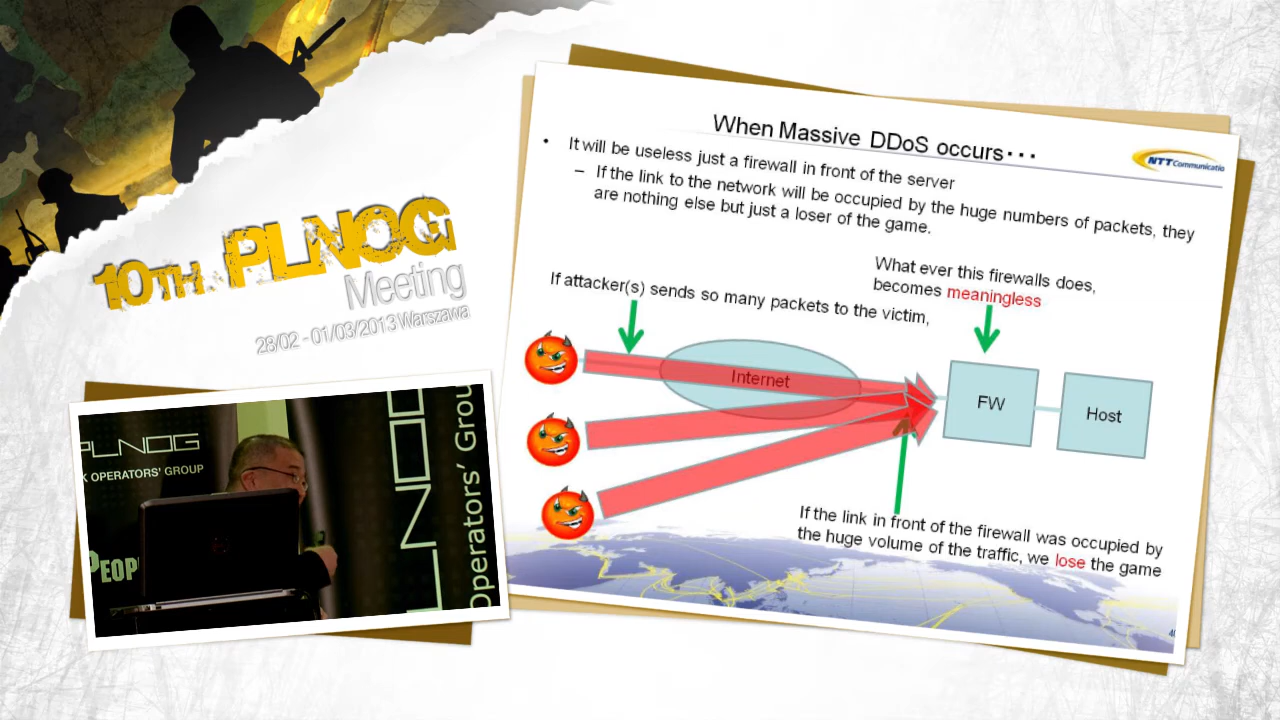 10TH PLNOG
Meeting
28/02 - 01/03/2013 Warszawa
PLNOG
K OPERATORS' GROUP
PEOP
LNOG
Operators' Grou
When Massive DDoS occurs･･･
NTT Communicatio
• It will be useless just a firewall in front of the server
– If the link to the network will be occupied by the huge numbers of packets, they
are nothing else but just a loser of the game.
What ever this firewalls does,
becomes meaningless
If attacker(s) sends so many packets to the victim,
Internet
FW
Host
If the link in front of the firewall was occupied by
the huge volume of the traffic, we lose the game